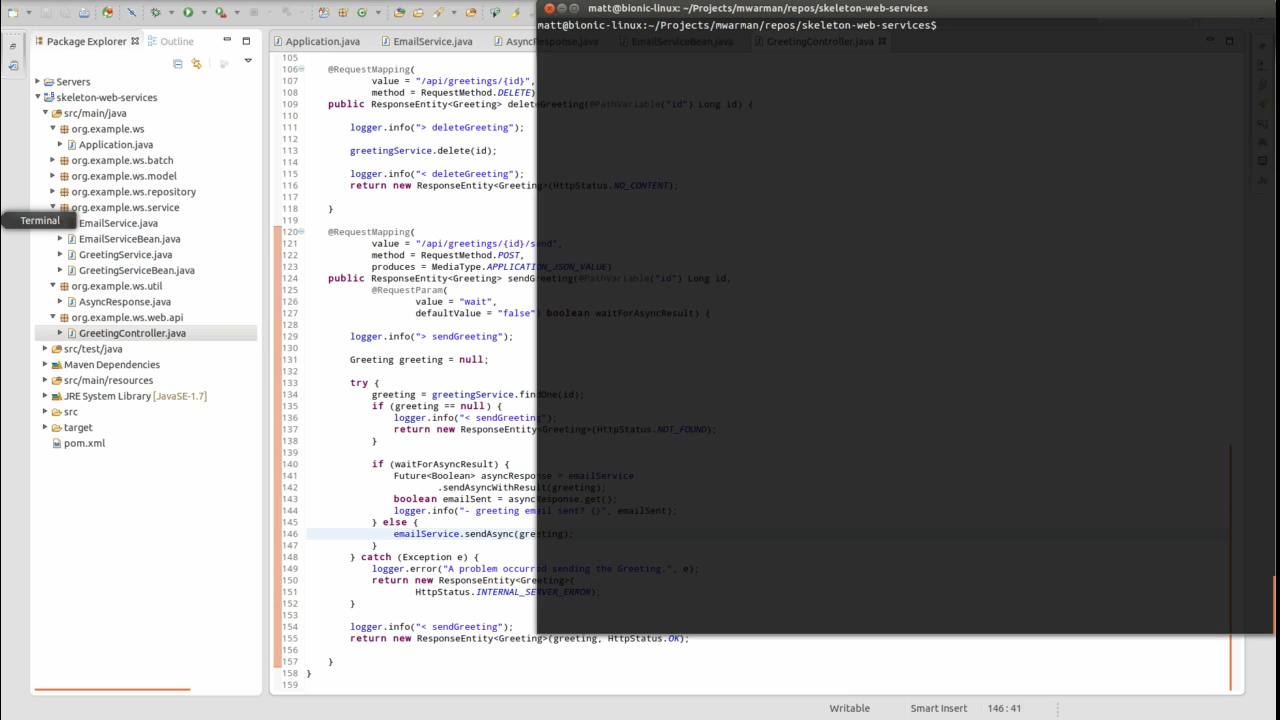 matt@bionic-linux: ~/Projects/mwarman/repos/skeleton-web-services
matt@bionic-linux:~/Projects/mwarman/repos/skeleton-web-services$
Package Explorer
Outline
Servers
skeleton-web-services
src/main/java
org.example.ws
Application.java
org.example.ws.batch
org.example.ws.model
org.example.ws.repository
org.example.ws.service
Terminal
EmailService.java
EmailServiceBean.java
GreetingService.java
GreetingServiceBean.java
org.example.ws.util
AsyncResponse.java
org.example.ws.web.api
GreetingController.java
src/test/java
Maven Dependencies
src/main/resources
JRE System Library [JavaSE-1.7]
src
target
pom.xml
Application.java EmailService.java AsyncResponse.java EmailServiceBean.java GreetingController.java
105
106 @RequestMapping(
107 value = "/api/greetings/{id}",
108 method = RequestMethod.DELETE)
109 public ResponseEntity<Greeting> deleteGreeting(@PathVariable("id") Long id) {
110
111 logger.info("> deleteGreeting");
112
113 greetingService.delete(id);
114
115 logger.info("< deleteGreeting");
116 return new ResponseEntity<Greeting>(HttpStatus.NO_CONTENT);
117
118 }
119
120 @RequestMapping(
121 value = "/api/greetings/{id}/send",
122 method = RequestMethod.POST,
123 produces = MediaType.APPLICATION_JSON_VALUE)
124 public ResponseEntity<Greeting> sendGreeting(@PathVariable("id") Long id,
125 @RequestParam(
126 value = "wait",
127 defaultValue = "false") boolean waitForAsyncResult) {
128
129 logger.info("> sendGreeting");
130
131 Greeting greeting = null;
132
133 try {
134 greeting = greetingService.findOne(id);
135 if (greeting == null) {
136 logger.info("< sendGreeting");
137 return new ResponseEntity<Greeting>(HttpStatus.NOT_FOUND);
138 }
139
140 if (waitForAsyncResult) {
141 Future<Boolean> asyncResponse = emailService
142 .sendAsyncWithResult(greeting);
143 boolean emailSent = asyncResponse.get();
144 logger.info("- greeting email sent? {}", emailSent);
145 } else {
146 emailService.sendAsync(greeting);
147 }
148 } catch (Exception e) {
149 logger.error("A problem occurred sending the Greeting.", e);
150 return new ResponseEntity<Greeting>(
151 HttpStatus.INTERNAL_SERVER_ERROR);
152 }
153
154 logger.info("< sendGreeting");
155 return new ResponseEntity<Greeting>(greeting, HttpStatus.OK);
156
157 }
158 }
159
Writable Smart Insert 146 : 41